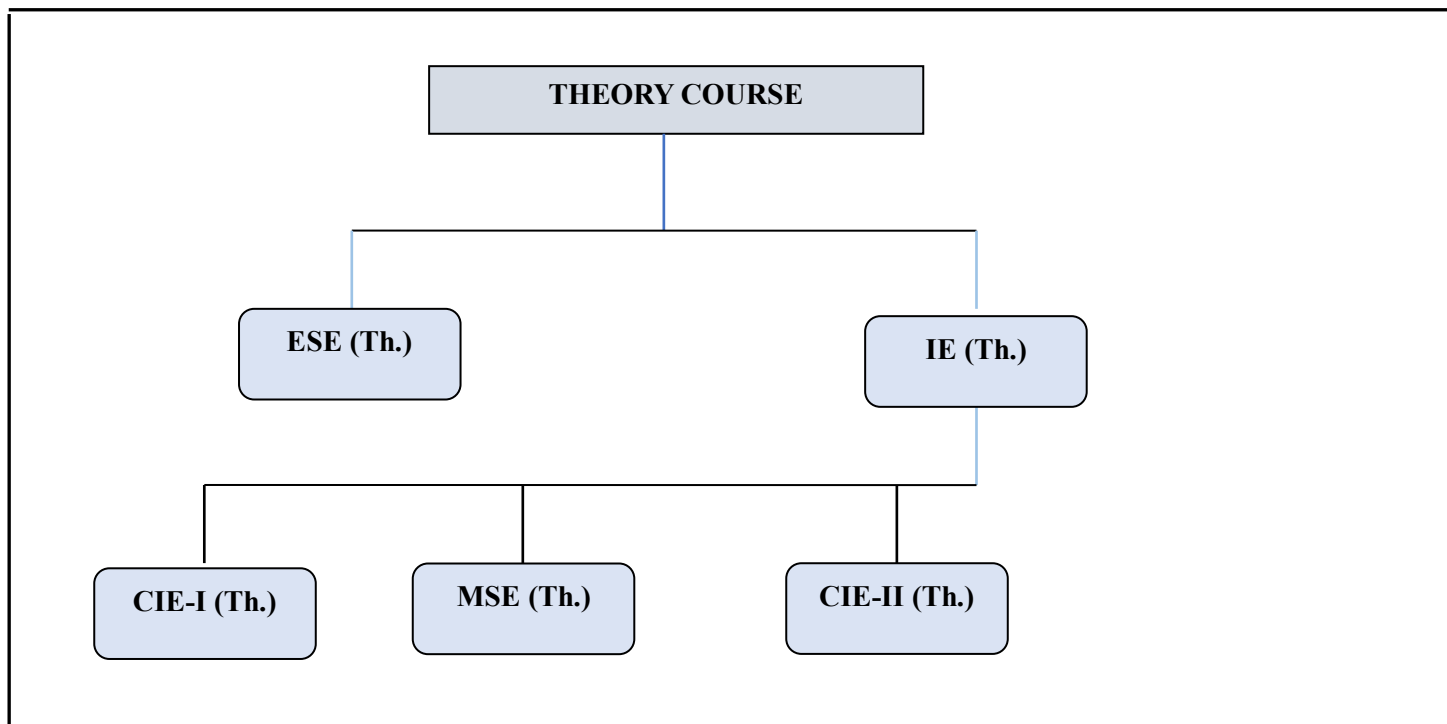 THEORY COURSE
ESE (Th.)
IE (Th.)
CIE-I (Th.)
MSE (Th.)
CIE-II (Th.)